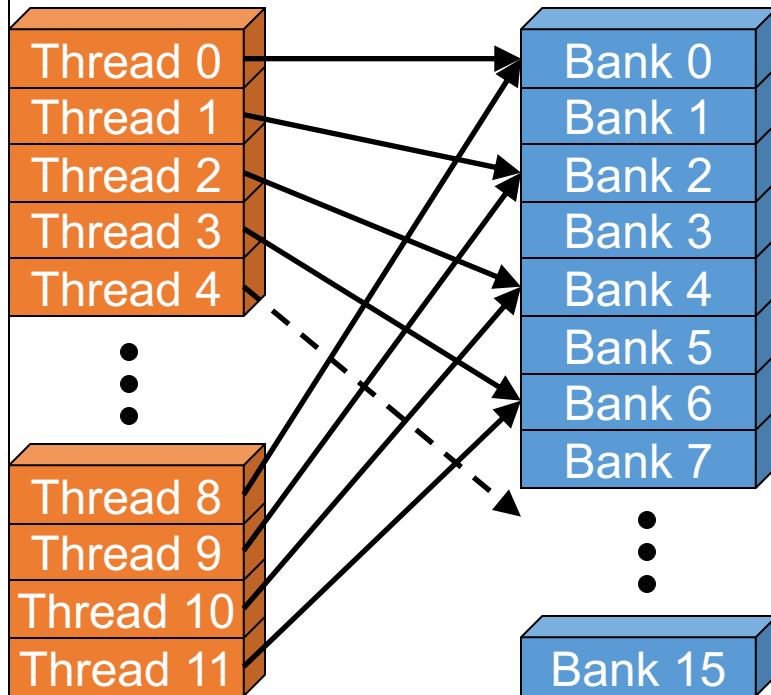 Thread 0
Thread 1
Thread 2
Thread 3
Thread 4
Thread 8
Thread 9
Thread 10
Thread 11
Bank 0
Bank 1
Bank 2
Bank 3
Bank 4
Bank 5
Bank 6
Bank 7
Bank 15